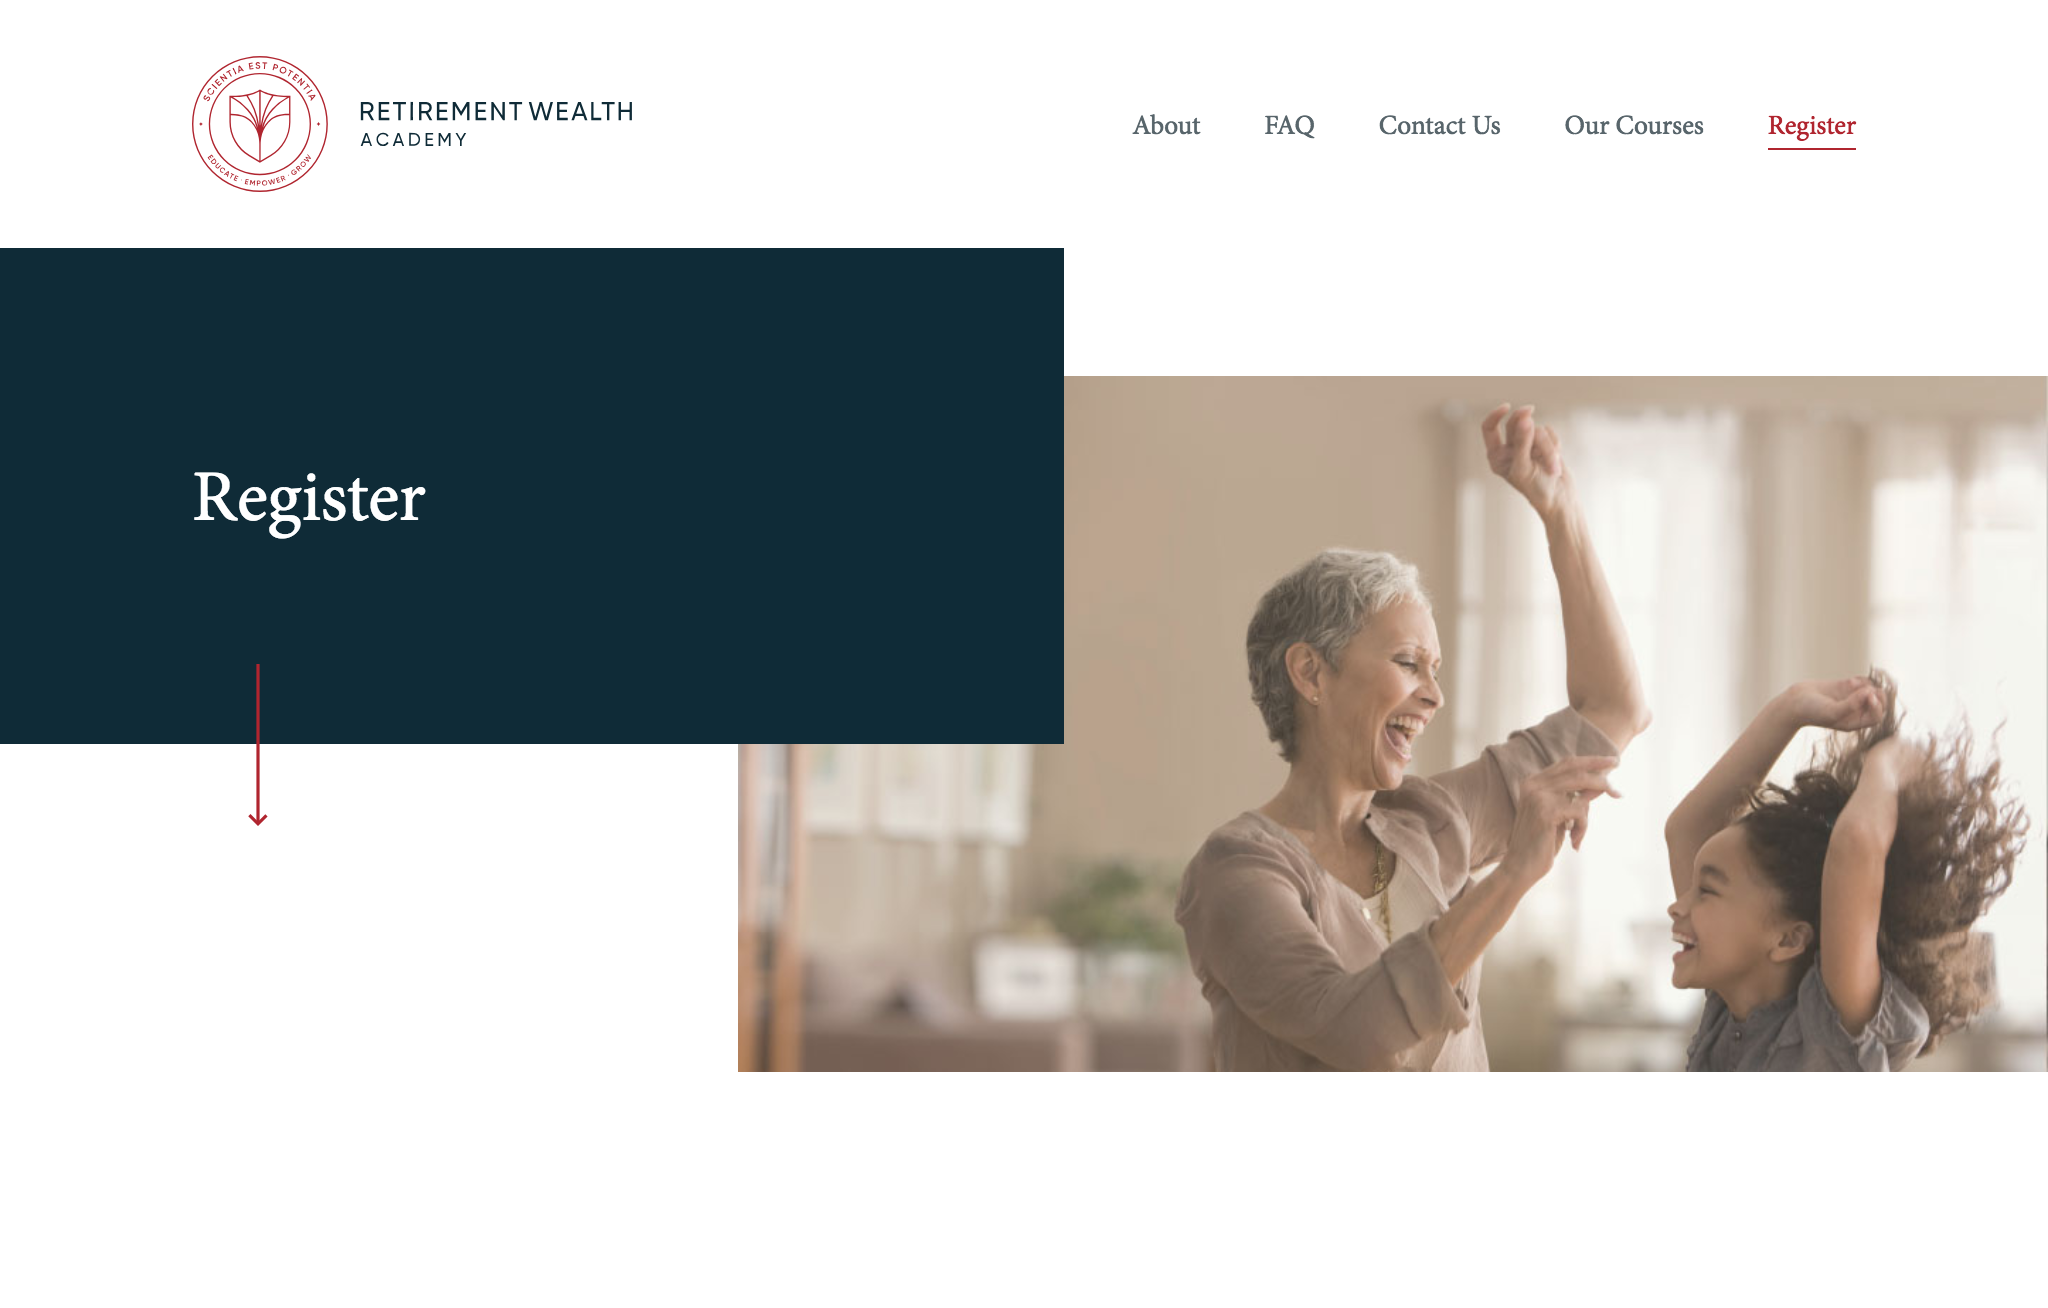 SCIENTIA EST POTENTIA
EDUCATE · EMPOWER · GROW
RETIREMENT WEALTH
ACADEMY
About
FAQ
Contact Us
Our Courses
Register
Register